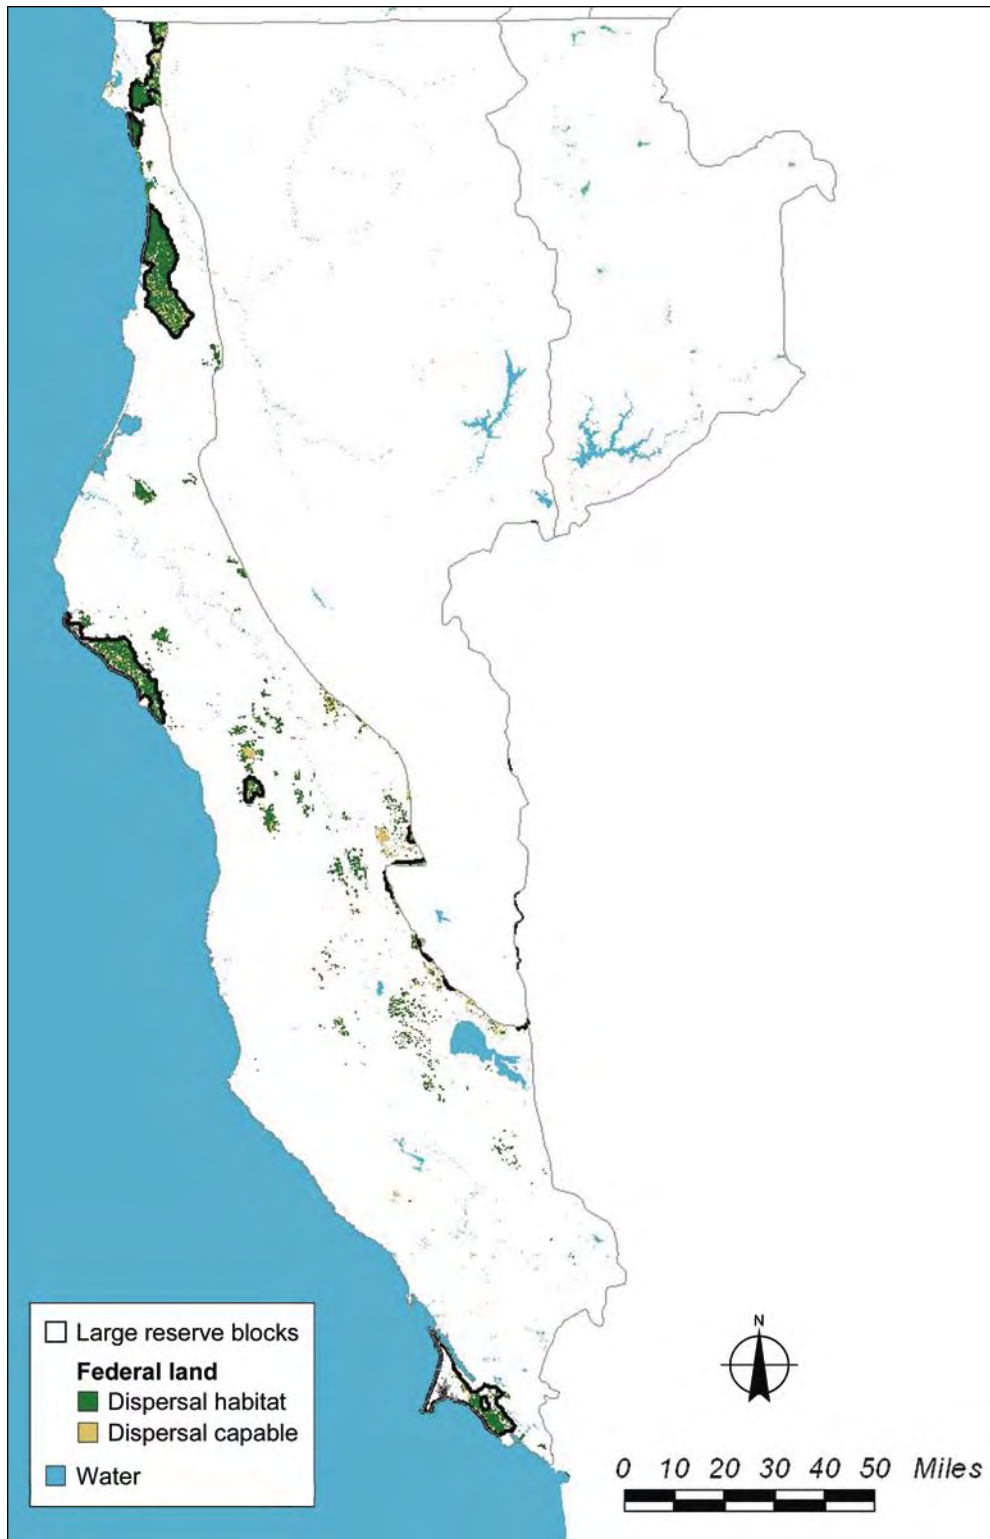 Large reserve blocks
Federal land
Dispersal habitat
Dispersal capable
Water
N
0 10 20 30 40 50 Miles